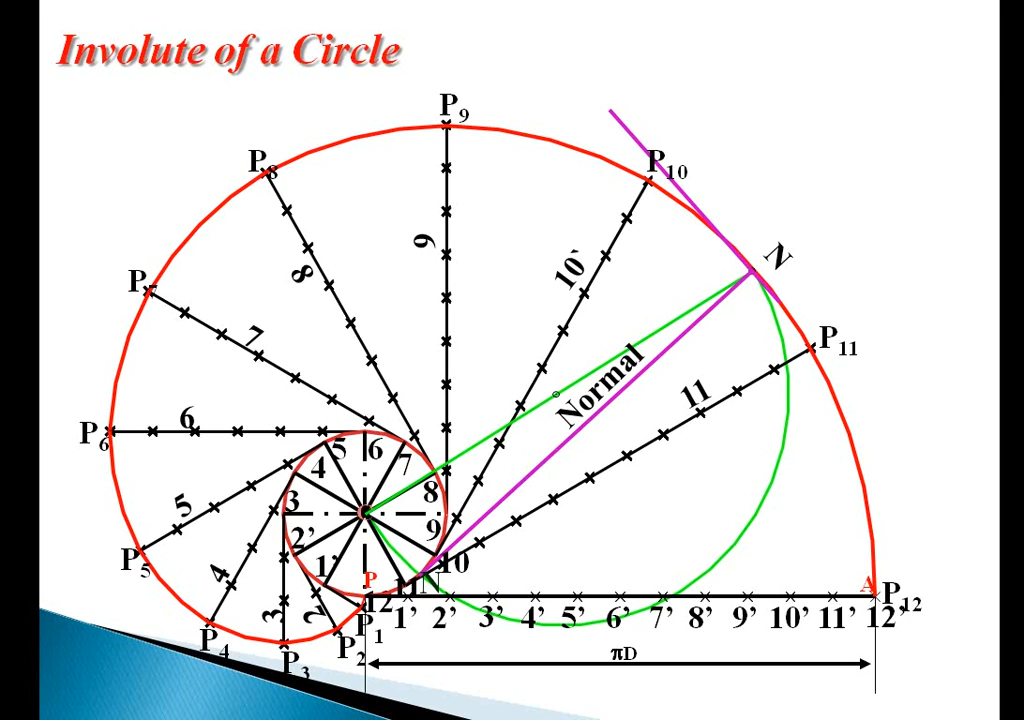 Involute of a Circle
P9
P8
P10
N
9
8
10`
P7
7
P11
Normal
11
6
P6
5
6
4
7
3
8
5
9
2'
P5
10
1'
4
P
11
N
A
12
P12
3
2
P1
1' 2' 3' 4' 5' 6' 7' 8' 9' 10' 11' 12'
P4
P2
P3
πD